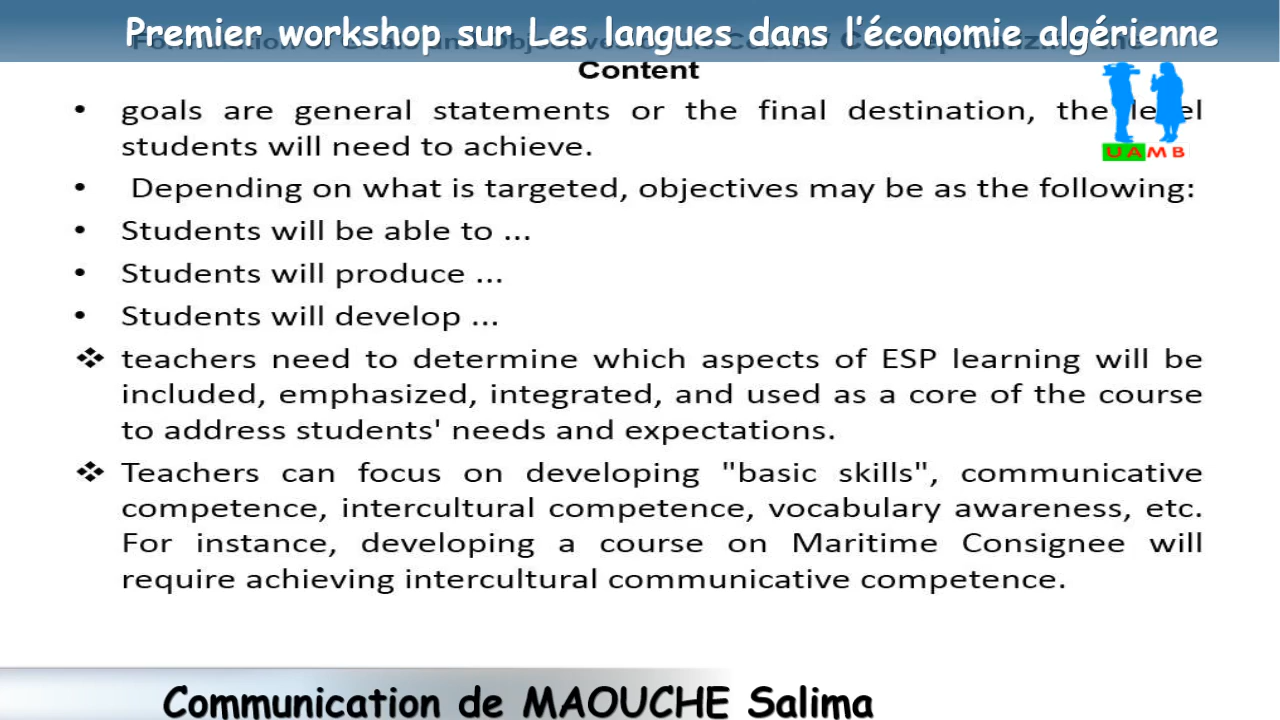 Premier workshop sur Les langues dans l'économie algérienne
Content
• goals are general statements or the final destination, the level
students will need to achieve.
• Depending on what is targeted, objectives may be as the following:
• Students will be able to ...
• Students will produce ...
• Students will develop ...
❖ teachers need to determine which aspects of ESP learning will be
included, emphasized, integrated, and used as a core of the course
to address students' needs and expectations.
❖ Teachers can focus on developing "basic skills", communicative
competence, intercultural competence, vocabulary awareness, etc.
For instance, developing a course on Maritime Consignee will
require achieving intercultural communicative competence.
UAMB
Communication de MAOUCHE Salima